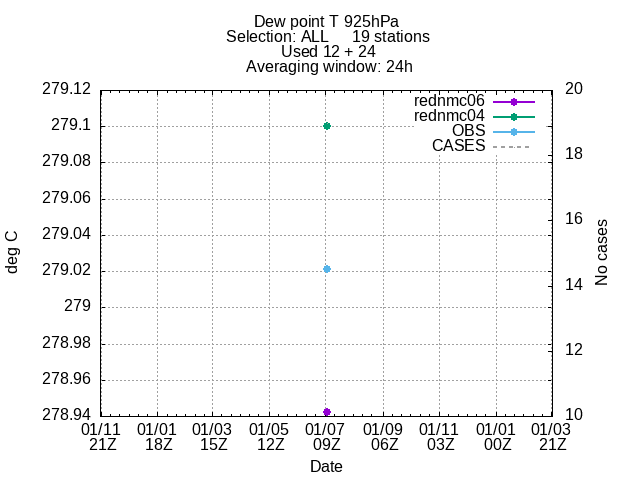 Dew point T 925hPa
Selection: ALL 19 stations
Used 12 + 24
Averaging window: 24h
279.12
279.1
279.08
279.06
279.04
279.02
279
278.98
278.96
278.94
deg C
20
18
16
14
12
10
No cases
rednmc06
rednmc04
OBS
CASES
01/11 01/01 01/03 01/05 01/07 01/09 01/11 01/01 01/03
21Z 18Z 15Z 12Z 09Z 06Z 03Z 00Z 21Z
Date